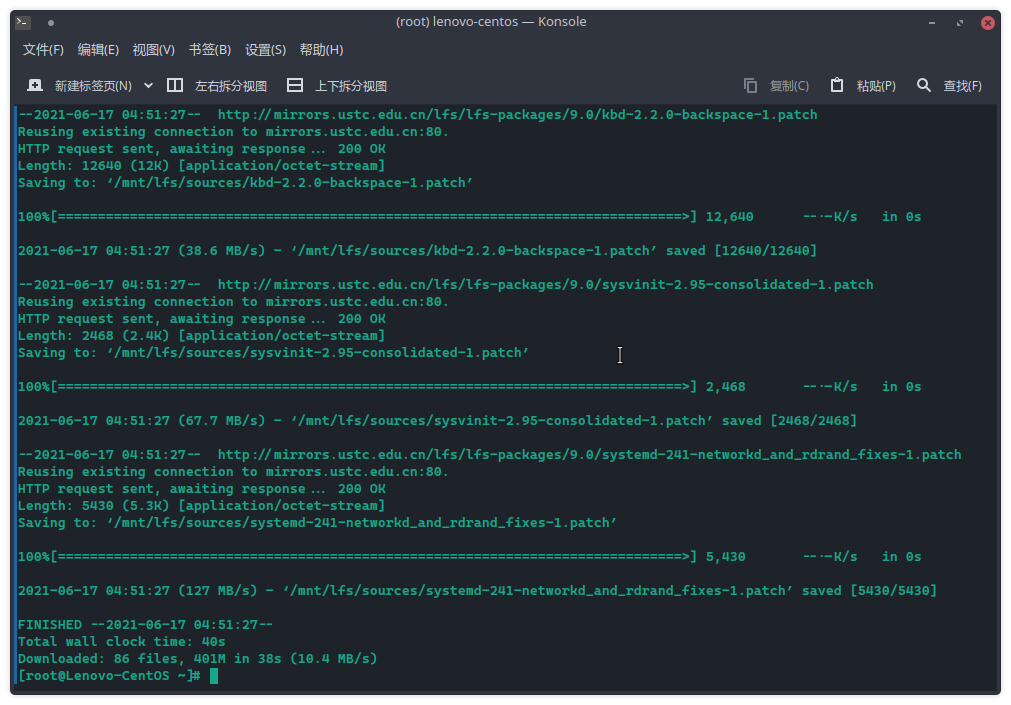 (root) lenovo-centos — Konsole
文件(F) 编辑(E) 视图(V) 书签(B) 设置(S) 帮助(H)
新建标签页(N) 左右拆分视图 上下拆分视图 复制(C) 粘贴(P) 查找(F)
--2021-06-17 04:51:27-- http://mirrors.ustc.edu.cn/lfs/lfs-packages/9.0/kbd-2.2.0-backspace-1.patch
Reusing existing connection to mirrors.ustc.edu.cn:80.
HTTP request sent, awaiting response... 200 OK
Length: 12640 (12K) [application/octet-stream]
Saving to: ‘/mnt/lfs/sources/kbd-2.2.0-backspace-1.patch’
100%[==============================================================================>] 12,640 --.-K/s in 0s
2021-06-17 04:51:27 (38.6 MB/s) - ‘/mnt/lfs/sources/kbd-2.2.0-backspace-1.patch’ saved [12640/12640]
--2021-06-17 04:51:27-- http://mirrors.ustc.edu.cn/lfs/lfs-packages/9.0/sysvinit-2.95-consolidated-1.patch
Reusing existing connection to mirrors.ustc.edu.cn:80.
HTTP request sent, awaiting response... 200 OK
Length: 2468 (2.4K) [application/octet-stream]
Saving to: ‘/mnt/lfs/sources/sysvinit-2.95-consolidated-1.patch’
100%[==============================================================================>] 2,468 --.-K/s in 0s
2021-06-17 04:51:27 (67.7 MB/s) - ‘/mnt/lfs/sources/sysvinit-2.95-consolidated-1.patch’ saved [2468/2468]
--2021-06-17 04:51:27-- http://mirrors.ustc.edu.cn/lfs/lfs-packages/9.0/systemd-241-networkd_and_rdrand_fixes-1.patch
Reusing existing connection to mirrors.ustc.edu.cn:80.
HTTP request sent, awaiting response... 200 OK
Length: 5430 (5.3K) [application/octet-stream]
Saving to: ‘/mnt/lfs/sources/systemd-241-networkd_and_rdrand_fixes-1.patch’
100%[==============================================================================>] 5,430 --.-K/s in 0s
2021-06-17 04:51:27 (127 MB/s) - ‘/mnt/lfs/sources/systemd-241-networkd_and_rdrand_fixes-1.patch’ saved [5430/5430]
FINISHED --2021-06-17 04:51:27--
Total wall clock time: 40s
Downloaded: 86 files, 401M in 38s (10.4 MB/s)
[root@Lenovo-CentOS ~]#